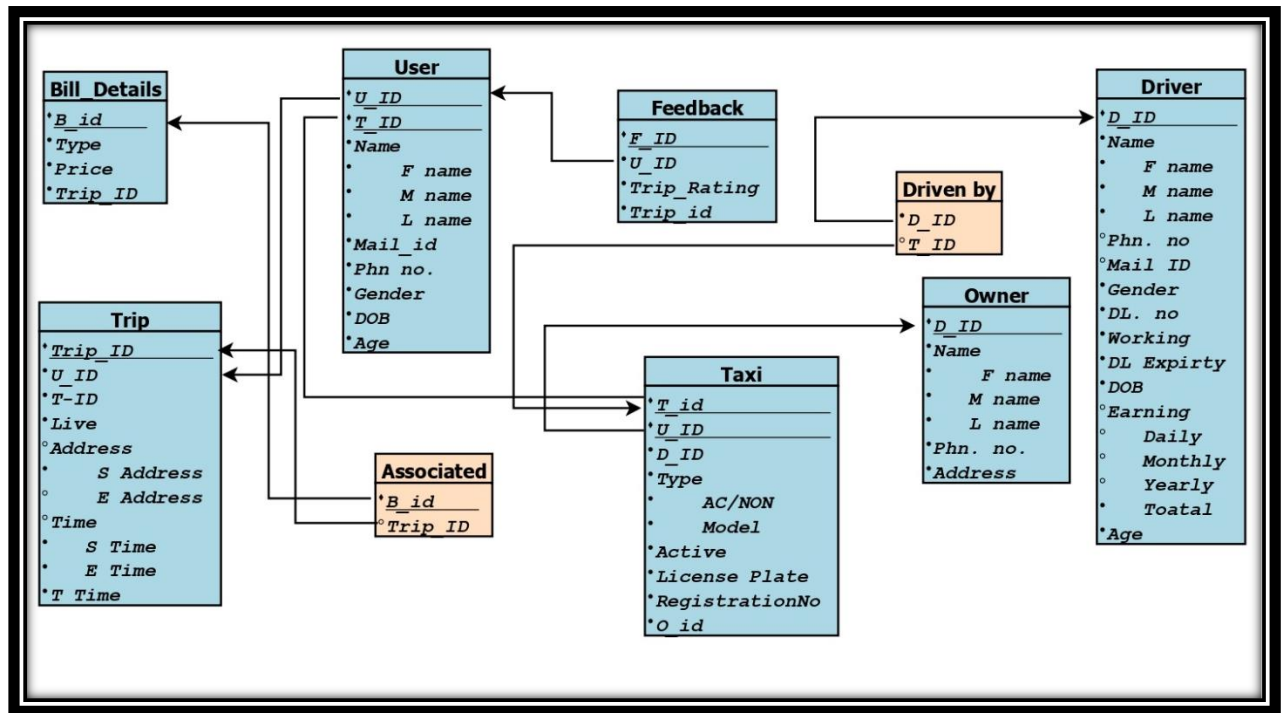 Bill_Details
B_id
Type
Price
Trip_ID
User
U_ID
T_ID
Name
F name
M name
L name
Mail_id
Phn no.
Gender
DOB
Age
Feedback
F_ID
U_ID
Trip_Rating
Trip_id
Driven by
D_ID
T_ID
Driver
D_ID
Name
F name
M name
L name
Phn. no
Mail ID
Gender
DL. no
Working
DL Expirty
DOB
Earning
Daily
Monthly
Yearly
Toatal
Age
Trip
Trip_ID
U_ID
T-ID
Live
Address
S Address
E Address
Time
S Time
E Time
T Time
Associated
B_id
Trip_ID
Taxi
T_id
U_ID
D_ID
Type
AC/NON
Model
Active
License Plate
RegistrationNo
O_id
Owner
D_ID
Name
F name
M name
L name
Phn. no.
Address